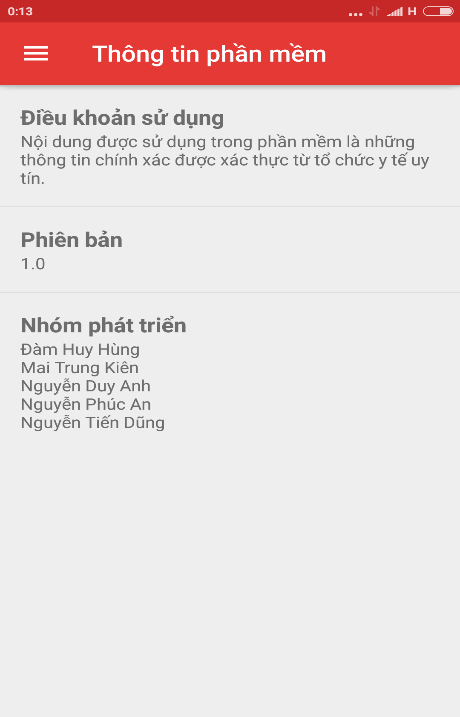 0:13
H
Thông tin phần mềm
Điều khoản sử dụng
Nội dung được sử dụng trong phần mềm là những
thông tin chính xác được xác thực từ tổ chức y tế uy
tín.
Phiên bản
1.0
Nhóm phát triển
Đàm Huy Hùng
Mai Trung Kiên
Nguyễn Duy Anh
Nguyễn Phúc An
Nguyễn Tiến Dũng